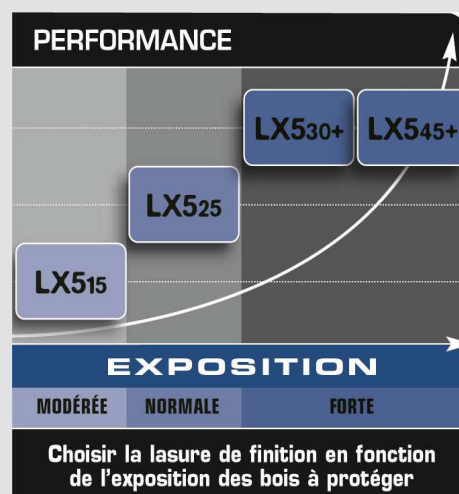 PERFORMANCE
LX530+ LX545+
LX525
LX515
EXPOSITION
MODÉRÉE NORMALE FORTE
Choisir la lasure de finition en fonction
de l'exposition des bois à protéger